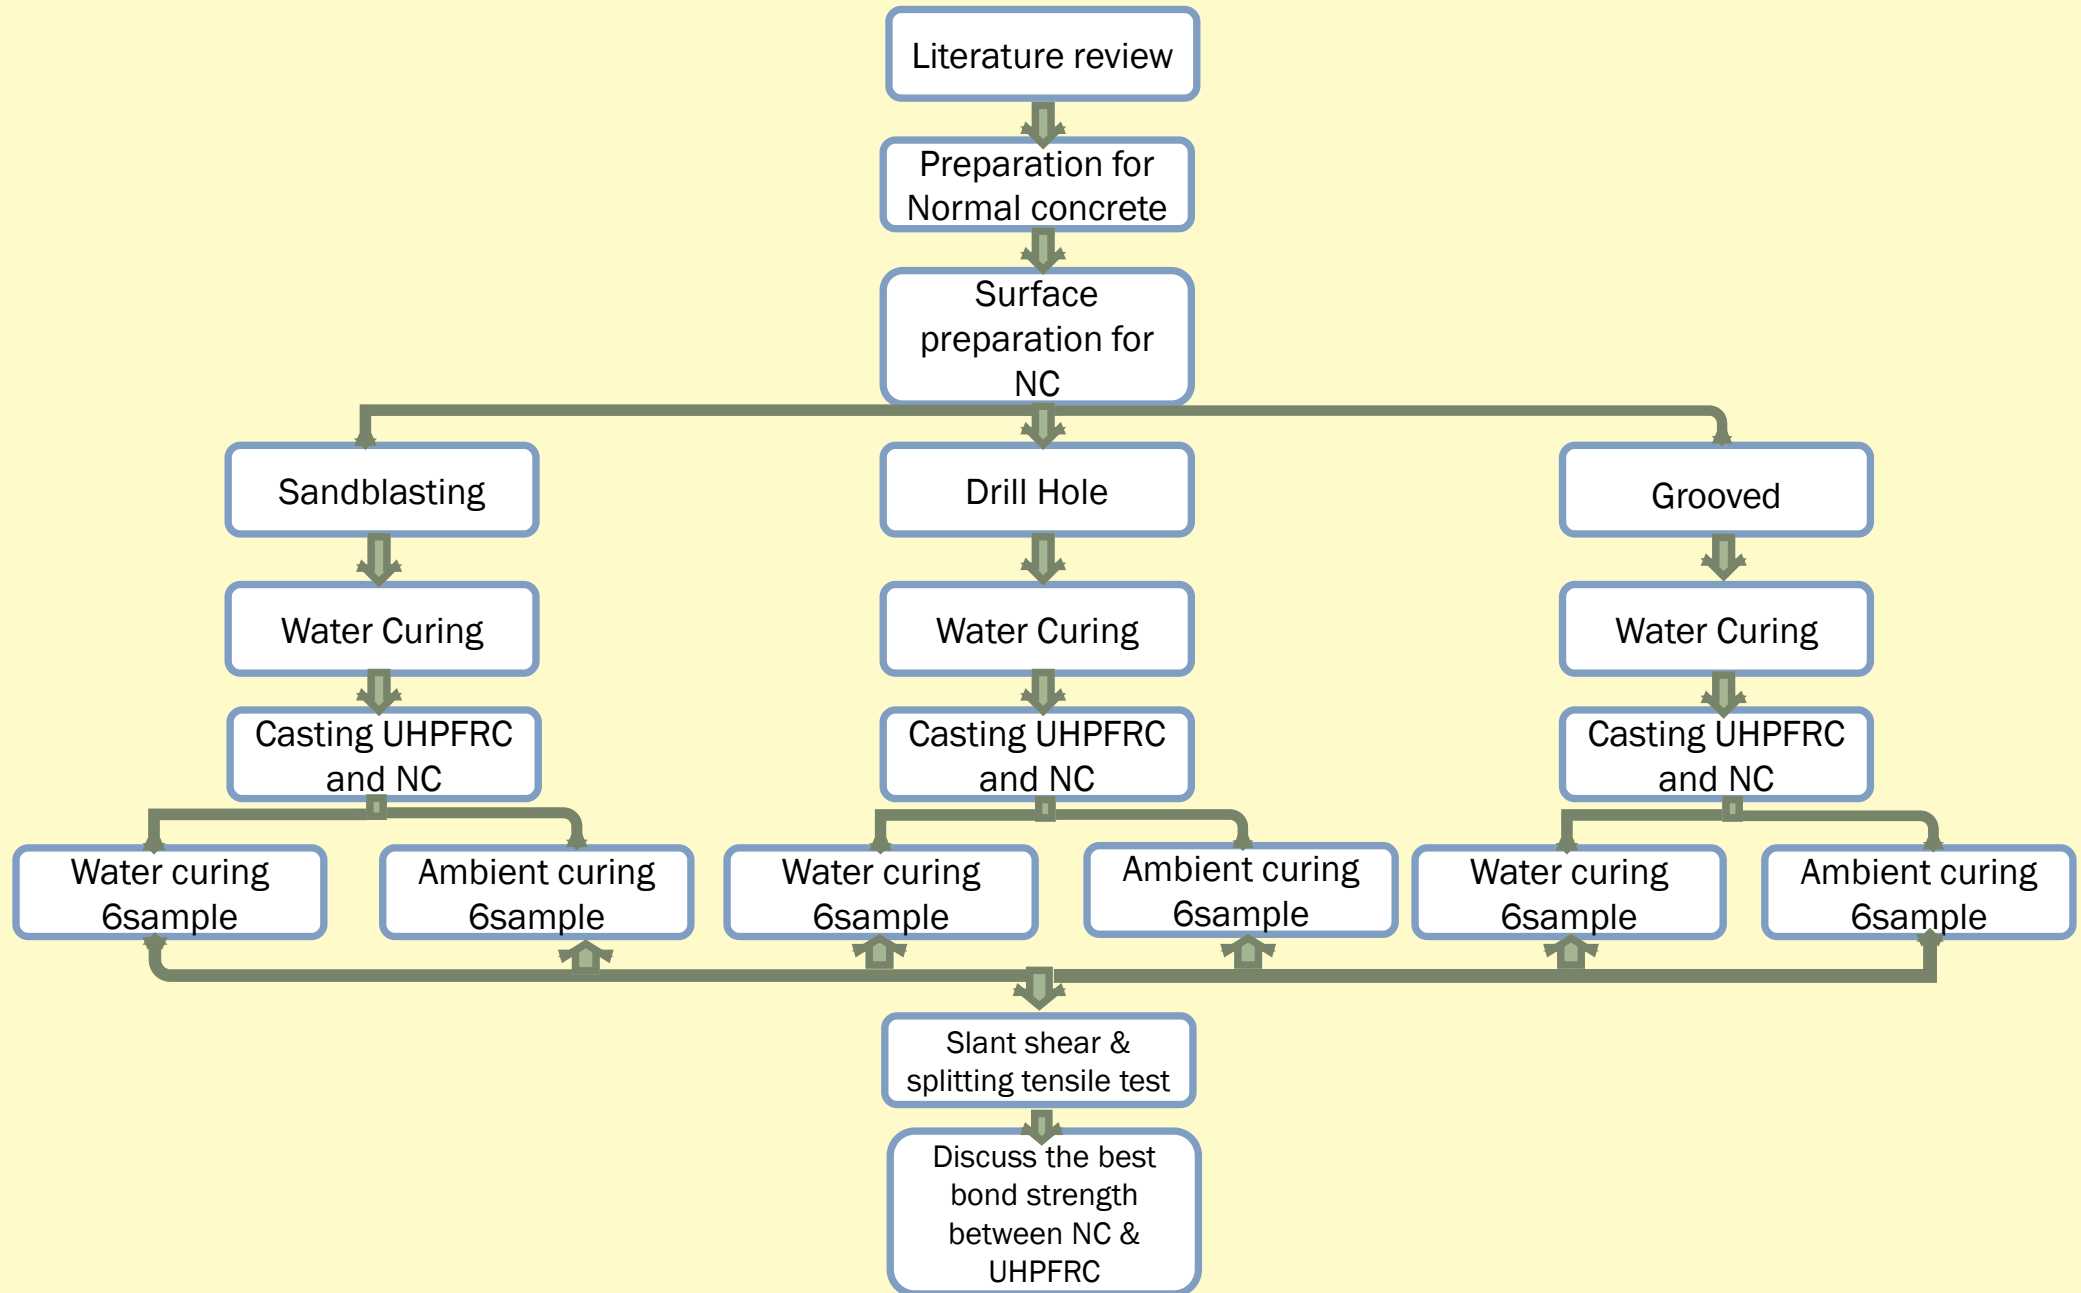 Literature review
Preparation for
Normal concrete
Surface
preparation for
NC
Sandblasting
Drill Hole
Grooved
Water Curing
Water Curing
Water Curing
Casting UHPFRC
and NC
Casting UHPFRC
and NC
Casting UHPFRC
and NC
Water curing
6sample
Ambient curing
6sample
Water curing
6sample
Ambient curing
6sample
Water curing
6sample
Ambient curing
6sample
Slant shear &
splitting tensile test
Discuss the best
bond strength
between NC &
UHPFRC